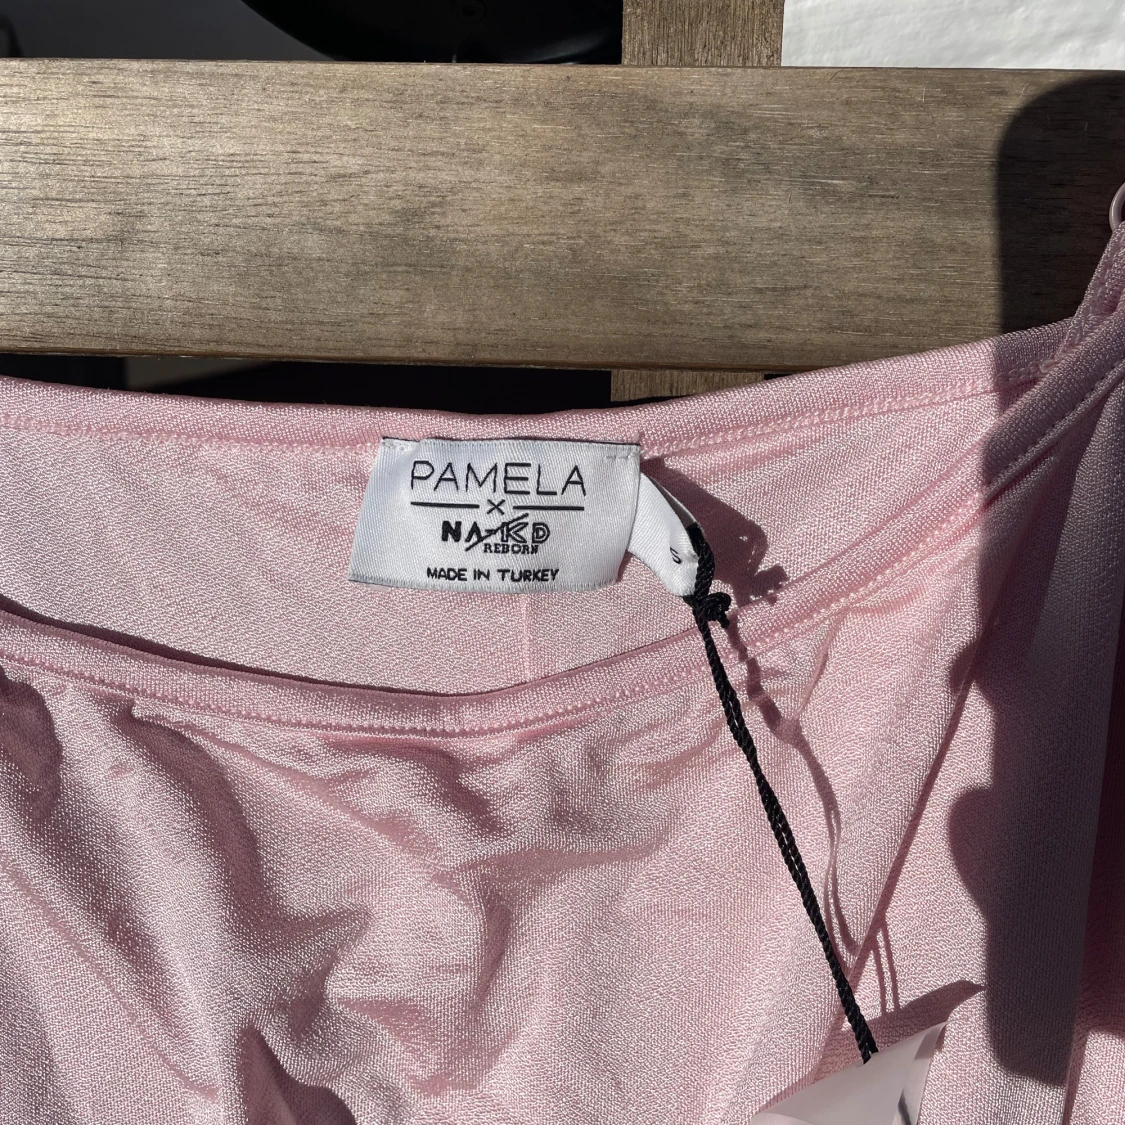 PAMELA
X
NA-KD
REBORN
MADE IN TURKEY